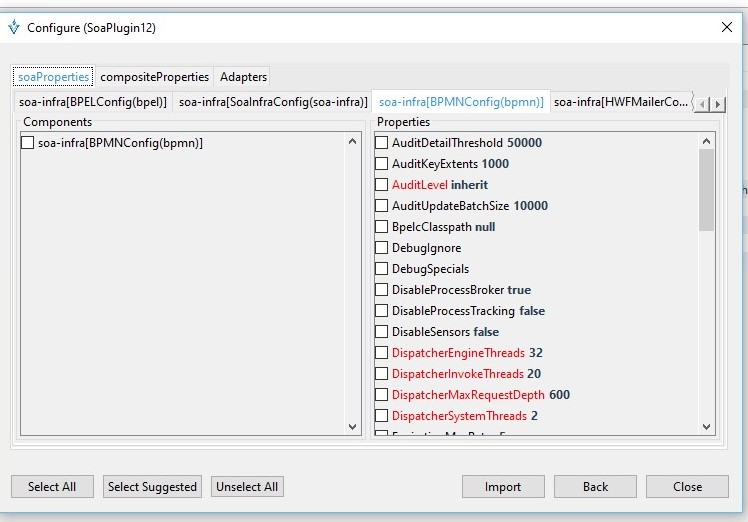 Configure (SoaPlugin12)
soaProperties compositeProperties Adapters
soa-infra[BPELConfig(bpel)] soa-infra[SoaInfraConfig(soa-infra)] soa-infra[BPMNConfig(bpmn)] soa-infra[HWFMailerCo...
Components
soa-infra[BPMNConfig(bpmn)]
Properties
AuditDetailThreshold 50000
AuditKeyExtents 1000
AuditLevel inherit
AuditUpdateBatchSize 10000
BpelcClasspath null
DebugIgnore
DebugSpecials
DisableProcessBroker true
DisableProcessTracking false
DisableSensors false
DispatcherEngineThreads 32
DispatcherInvokeThreads 20
DispatcherMaxRequestDepth 600
DispatcherSystemThreads 2
Select All Select Suggested Unselect All Import Back Close